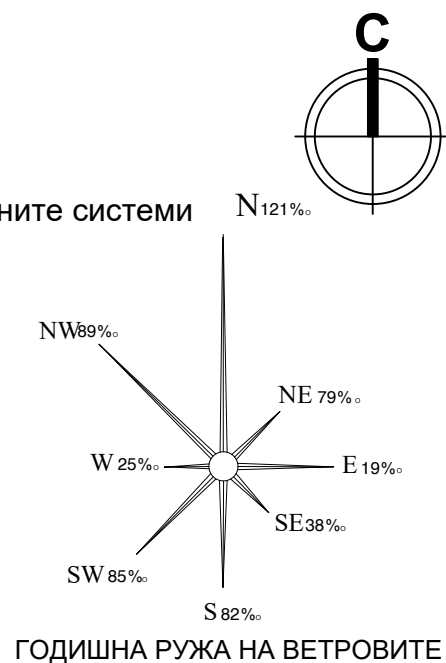 С
ните системи
N121‰
NW89‰
NE 79‰
W 25‰
E 19‰
SE38‰
SW 85‰
S 82‰
ГОДИШНА РУЖА НА ВЕТРОВИТЕ